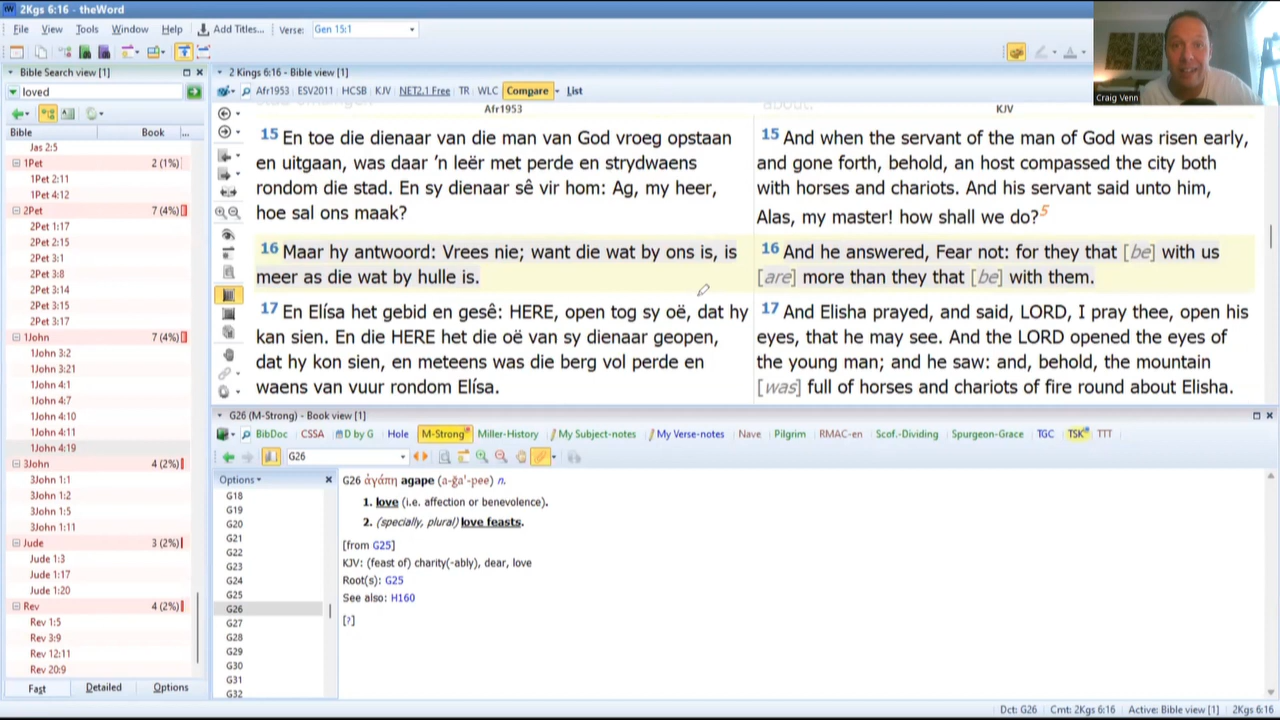 2Kgs 6:16 - theWord
File View Tools Window Help Add Titles... Verse: Gen 15:1
Bible Search view [1]
loved
Bible Book ...
Jas 2:5
1Pet 2 (1%)
1Pet 2:11
1Pet 4:12
2Pet 7 (4%)
2Pet 1:17
2Pet 2:15
2Pet 3:1
2Pet 3:8
2Pet 3:14
2Pet 3:15
2Pet 3:17
1John 7 (4%)
1John 3:2
1John 3:21
1John 4:1
1John 4:7
1John 4:10
1John 4:11
1John 4:19
3John 4 (2%)
3John 1:1
3John 1:2
3John 1:5
3John 1:11
Jude 3 (2%)
Jude 1:3
Jude 1:17
Jude 1:20
Rev 4 (2%)
Rev 1:5
Rev 3:9
Rev 12:11
Rev 20:9
Fast Detailed Options
2 Kings 6:16 - Bible view [1]
Afr1953 ESV2011 HCSB KJV NET2.1 Free TR WLC Compare List
Afr1953
15 En toe die dienaar van die man van God vroeg opstaan
en uitgaan, was daar ’n leër met perde en strydwaens
rondom die stad. En sy dienaar sê vir hom: Ag, my heer,
hoe sal ons maak?
16 Maar hy antwoord: Vrees nie; want die wat by ons is, is
meer as die wat by hulle is.
17 En Elísa het gebid en gesê: HERE, open tog sy oë, dat hy
kan sien. En die HERE het die oë van sy dienaar geopen,
dat hy kon sien, en meteens was die berg vol perde en
waens van vuur rondom Elísa.
about.
KJV
15 And when the servant of the man of God was risen early,
and gone forth, behold, an host compassed the city both
with horses and chariots. And his servant said unto him,
Alas, my master! how shall we do?5
16 And he answered, Fear not: for they that [be] with us
[are] more than they that [be] with them.
17 And Elisha prayed, and said, LORD, I pray thee, open his
eyes, that he may see. And the LORD opened the eyes of
the young man; and he saw: and, behold, the mountain
[was] full of horses and chariots of fire round about Elisha.
Craig Venn
G26 (M-Strong) - Book view [1]
BibDoc CSSA D by G Hole M-Strong Miller-History My Subject-notes My Verse-notes Nave Pilgrim RMAC-en Scof.-Dividing Spurgeon-Grace TGC TSK TTT
G26
Options
G18
G19
G20
G21
G22
G23
G24
G25
G26
G27
G28
G29
G30
G31
G32
G26 ἀγάπη agape (a-ğa'-pee) n.
1. love (i.e. affection or benevolence).
2. (specially, plural) love feasts.
[from G25]
KJV: (feast of) charity(-ably), dear, love
Root(s): G25
See also: H160
[?]
Dct: G26 Cmt: 2Kgs 6:16 Active: Bible view [1] 2Kgs 6:16